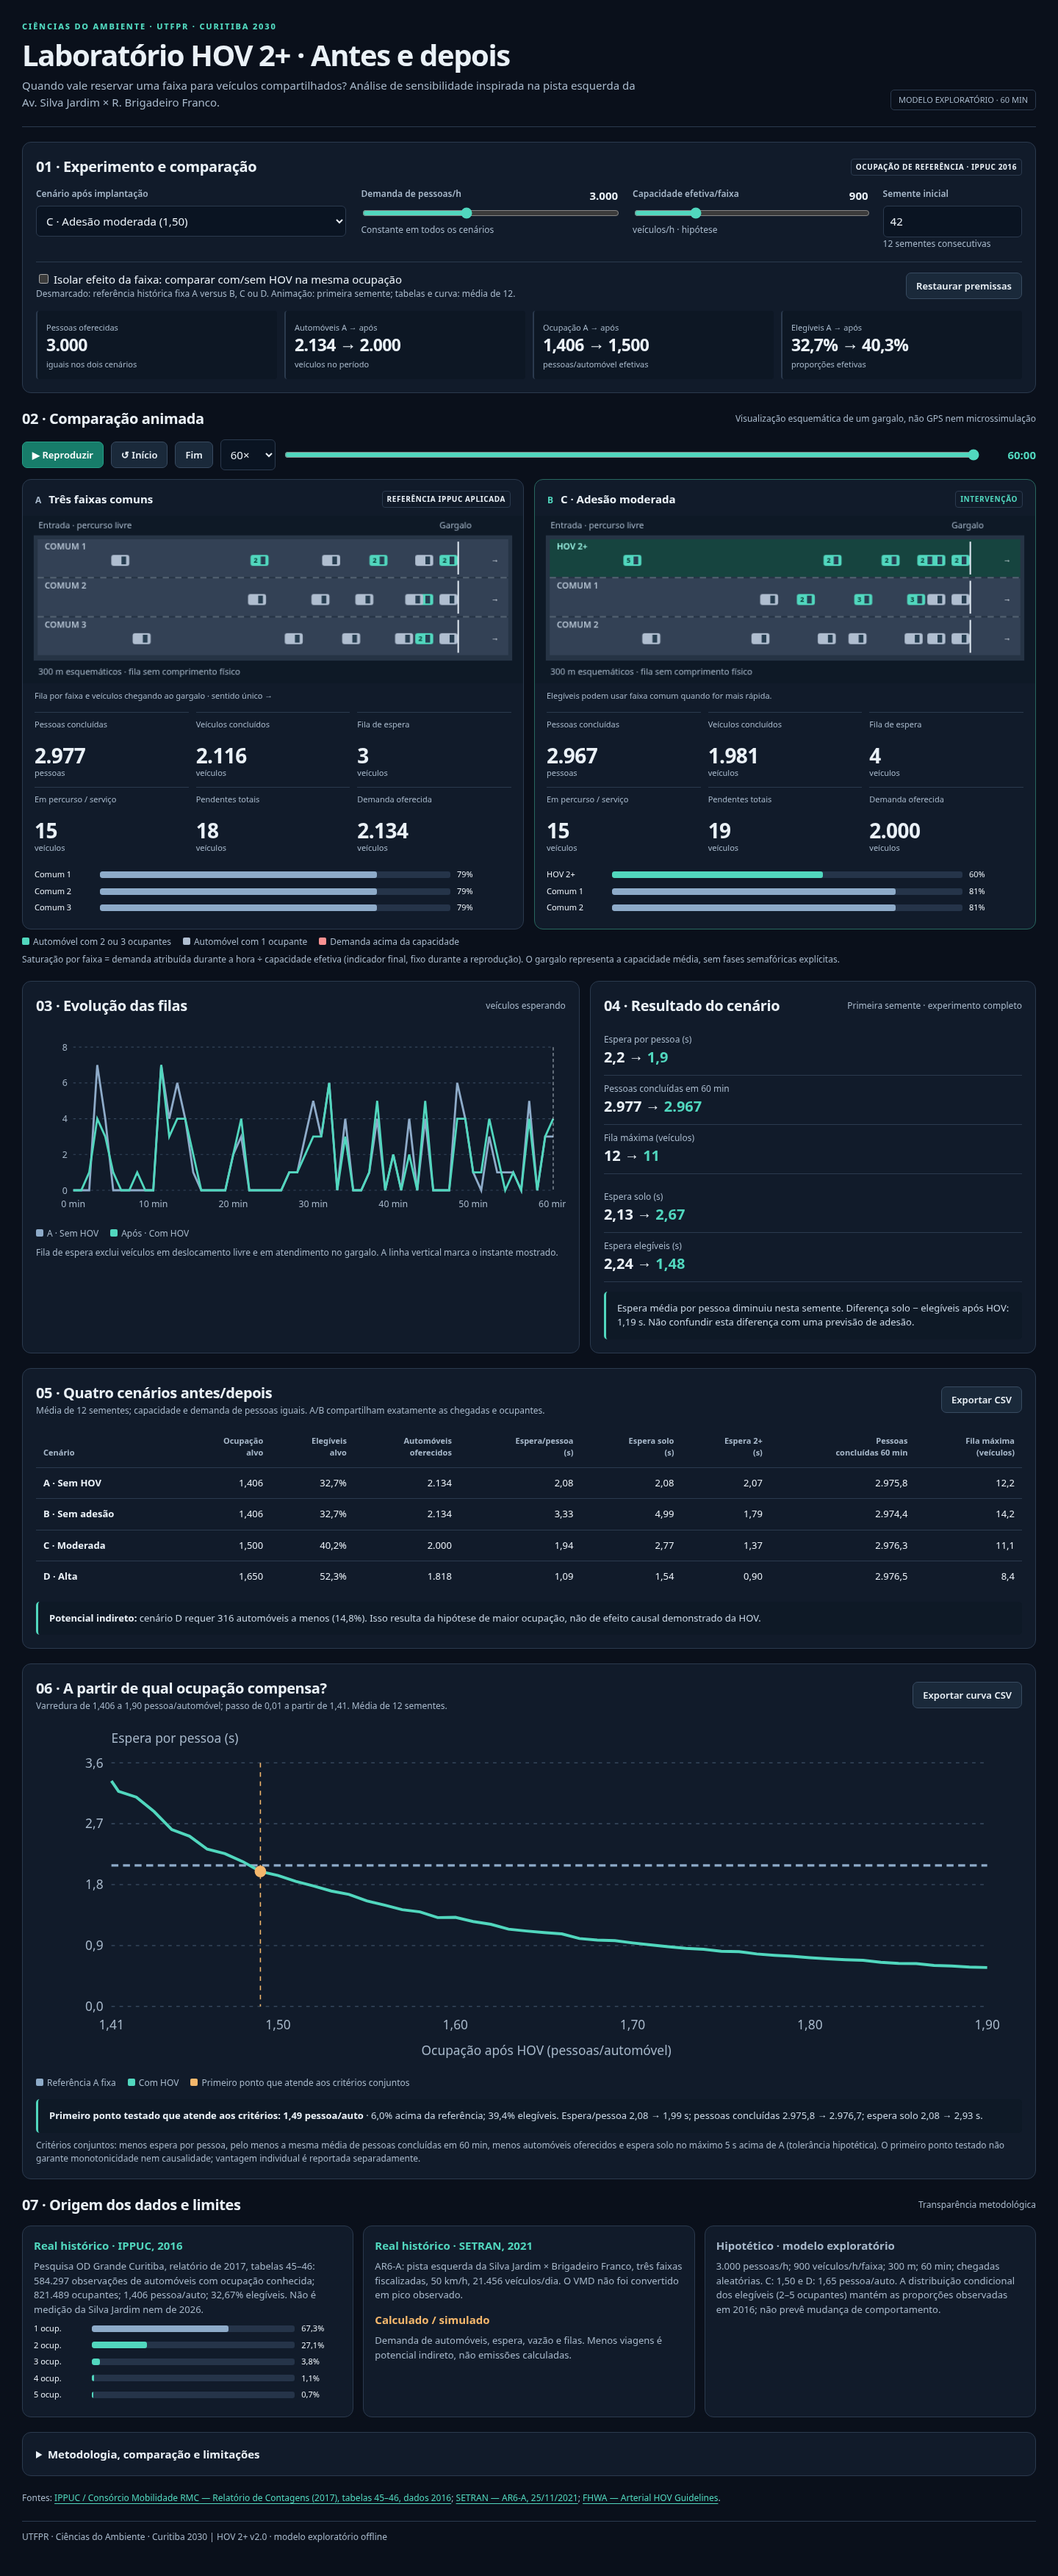 CIÊNCIAS DO AMBIENTE · UTFPR · CURITIBA 2030
Laboratório HOV 2+ · Antes e depois
Quando vale reservar uma faixa para veículos compartilhados? Análise de sensibilidade inspirada na pista esquerda da
Av. Silva Jardim × R. Brigadeiro Franco.
MODELO EXPLORATÓRIO · 60 MIN
01 · Experimento e comparação
OCUPAÇÃO DE REFERÊNCIA · IPPUC 2016
Cenário após implantação
C · Adesão moderada (1,50)
Demanda de pessoas/h
3.000
Constante em todos os cenários
Capacidade efetiva/faixa
900
veículos/h · hipótese
Semente inicial
42
12 sementes consecutivas
Isolar efeito da faixa: comparar com/sem HOV na mesma ocupação
Desmarcado: referência histórica fixa A versus B, C ou D. Animação: primeira semente; tabelas e curva: média de 12.
Restaurar premissas
Pessoas oferecidas
3.000
iguais nos dois cenários
Automóveis A → após
2.134 → 2.000
veículos no período
Ocupação A → após
1,406 → 1,500
pessoas/automóvel efetivas
Elegíveis A → após
32,7% → 40,3%
proporções efetivas
02 · Comparação animada
Visualização esquemática de um gargalo, não GPS nem microssimulação
▶ Reproduzir
↺ Início
Fim
60×
60:00
A Três faixas comuns
REFERÊNCIA IPPUC APLICADA
Entrada · percurso livre
Gargalo
COMUM 1
2
2
2
→
COMUM 2
→
COMUM 3
2
→
300 m esquemáticos · fila sem comprimento físico
Fila por faixa e veículos chegando ao gargalo · sentido único →
Pessoas concluídas
2.977
pessoas
Veículos concluídos
2.116
veículos
Fila de espera
3
veículos
Em percurso / serviço
15
veículos
Pendentes totais
18
veículos
Demanda oferecida
2.134
veículos
Comum 1
79%
Comum 2
79%
Comum 3
79%
B C · Adesão moderada
INTERVENÇÃO
Entrada · percurso livre
Gargalo
HOV 2+
2
2
2
→
COMUM 1
2
3
3
→
COMUM 2
→
300 m esquemáticos · fila sem comprimento físico
Elegíveis podem usar faixa comum quando for mais rápida.
Pessoas concluídas
2.967
pessoas
Veículos concluídos
1.981
veículos
Fila de espera
4
veículos
Em percurso / serviço
15
veículos
Pendentes totais
19
veículos
Demanda oferecida
2.000
veículos
HOV 2+
60%
Comum 1
81%
Comum 2
81%
Automóvel com 2 ou 3 ocupantes
Automóvel com 1 ocupante
Demanda acima da capacidade
Saturação por faixa = demanda atribuída durante a hora ÷ capacidade efetiva (indicador final, fixo durante a reprodução). O gargalo representa a capacidade média, sem fases semafóricas explícitas.
03 · Evolução das filas
veículos esperando
8
6
4
2
0
0 min
10 min
20 min
30 min
40 min
50 min
60 min
A · Sem HOV
Após · Com HOV
Fila de espera exclui veículos em deslocamento livre e em atendimento no gargalo. A linha vertical marca o instante mostrado.
04 · Resultado do cenário
Primeira semente · experimento completo
Espera por pessoa (s)
2,2 → 1,9
Pessoas concluídas em 60 min
2.977 → 2.967
Fila máxima (veículos)
12 → 11
Espera solo (s)
2,13 → 2,67
Espera elegíveis (s)
2,24 → 1,48
Espera média por pessoa diminuiu nesta semente. Diferença solo − elegíveis após HOV:
1,19 s. Não confundir esta diferença com uma previsão de adesão.
05 · Quatro cenários antes/depois
Média de 12 sementes; capacidade e demanda de pessoas iguais. A/B compartilham exatamente as chegadas e ocupantes.
Exportar CSV
Cenário Ocupação alvo Elegíveis alvo Automóveis oferecidos Espera/pessoa (s) Espera solo (s) Espera 2+ (s) Pessoas concluídas 60 min Fila máxima (veículos)
A · Sem HOV 1,406 32,7% 2.134 2,08 2,08 2,07 2.975,8 12,2
B · Sem adesão 1,406 32,7% 2.134 3,33 4,99 1,79 2.974,4 14,2
C · Moderada 1,500 40,2% 2.000 1,94 2,77 1,37 2.976,3 11,1
D · Alta 1,650 52,3% 1.818 1,09 1,54 0,90 2.976,5 8,4
Potencial indireto: cenário D requer 316 automóveis a menos (14,8%). Isso resulta da hipótese de maior ocupação, não de efeito causal demonstrado da HOV.
06 · A partir de qual ocupação compensa?
Varredura de 1,406 a 1,90 pessoa/automóvel; passo de 0,01 a partir de 1,41. Média de 12 sementes.
Exportar curva CSV
Espera por pessoa (s)
3,6
2,7
1,8
0,9
0,0
1,41
1,50
1,60
1,70
1,80
1,90
Ocupação após HOV (pessoas/automóvel)
Referência A fixa
Com HOV
Primeiro ponto que atende aos critérios conjuntos
Primeiro ponto testado que atende aos critérios: 1,49 pessoa/auto · 6,0% acima da referência; 39,4% elegíveis. Espera/pessoa 2,08 → 1,99 s; pessoas concluídas 2.975,8 → 2.976,7; espera solo 2,08 → 2,93 s.
Critérios conjuntos: menos espera por pessoa, pelo menos a mesma média de pessoas concluídas em 60 min, menos automóveis oferecidos e espera solo no máximo 5 s acima de A (tolerância hipotética). O primeiro ponto testado não
garante monotonicidade nem causalidade; vantagem individual é reportada separadamente.
07 · Origem dos dados e limites
Transparência metodológica
Real histórico · IPPUC, 2016
Pesquisa OD Grande Curitiba, relatório de 2017, tabelas 45–46:
584.297 observações de automóveis com ocupação conhecida;
821.489 ocupantes; 1,406 pessoa/auto; 32,67% elegíveis. Não é
medição da Silva Jardim nem de 2026.
1 ocup.
67,3%
2 ocup.
27,1%
3 ocup.
3,8%
4 ocup.
1,1%
5 ocup.
0,7%
Real histórico · SETRAN, 2021
AR6-A: pista esquerda da Silva Jardim × Brigadeiro Franco, três faixas
fiscalizadas, 50 km/h, 21.456 veículos/dia. O VMD não foi convertido
em pico observado.
Calculado / simulado
Demanda de automóveis, espera, vazão e filas. Menos viagens é
potencial indireto, não emissões calculadas.
Hipotético · modelo exploratório
3.000 pessoas/h; 900 veículos/h/faixa; 300 m; 60 min; chegadas
aleatórias. C: 1,50 e D: 1,65 pessoa/auto. A distribuição condicional
dos elegíveis (2–5 ocupantes) mantém as proporções observadas
em 2016; não prevê mudança de comportamento.
▶ Metodologia, comparação e limitações
Fontes: IPPUC / Consórcio Mobilidade RMC — Relatório de Contagens (2017), tabelas 45–46, dados 2016; SETRAN — AR6-A, 25/11/2021; FHWA — Arterial HOV Guidelines.
UTFPR · Ciências do Ambiente · Curitiba 2030 | HOV 2+ v2.0 · modelo exploratório offline